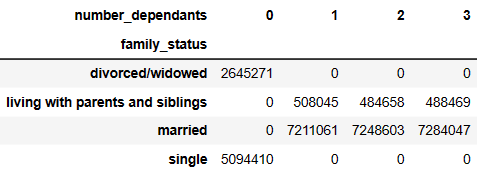 number_dependants 0 1 2 3
family_status
divorced/widowed 2645271 0 0 0
living with parents and siblings 0 508045 484658 488469
married 0 7211061 7248603 7284047
single 5094410 0 0 0